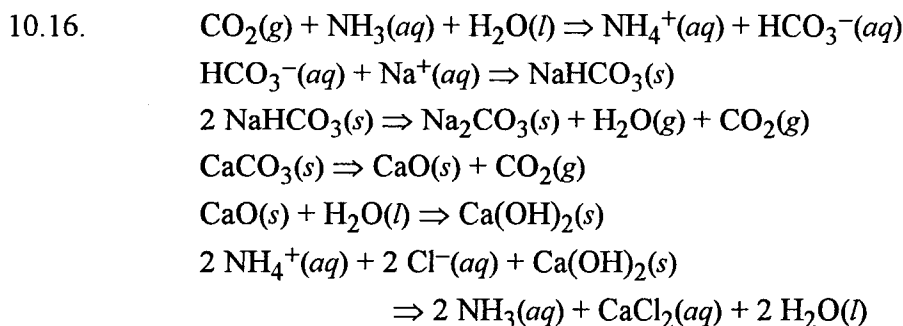 10.16. CO₂(g) + NH₃(aq) + H₂O(l) ⇒ NH₄⁺(aq) + HCO₃⁻(aq)
HCO₃⁻(aq) + Na⁺(aq) ⇒ NaHCO₃(s)
2 NaHCO₃(s) ⇒ Na₂CO₃(s) + H₂O(g) + CO₂(g)
CaCO₃(s) ⇒ CaO(s) + CO₂(g)
CaO(s) + H₂O(l) ⇒ Ca(OH)₂(s)
2 NH₄⁺(aq) + 2 Cl⁻(aq) + Ca(OH)₂(s)
⇒ 2 NH₃(aq) + CaCl₂(aq) + 2 H₂O(l)